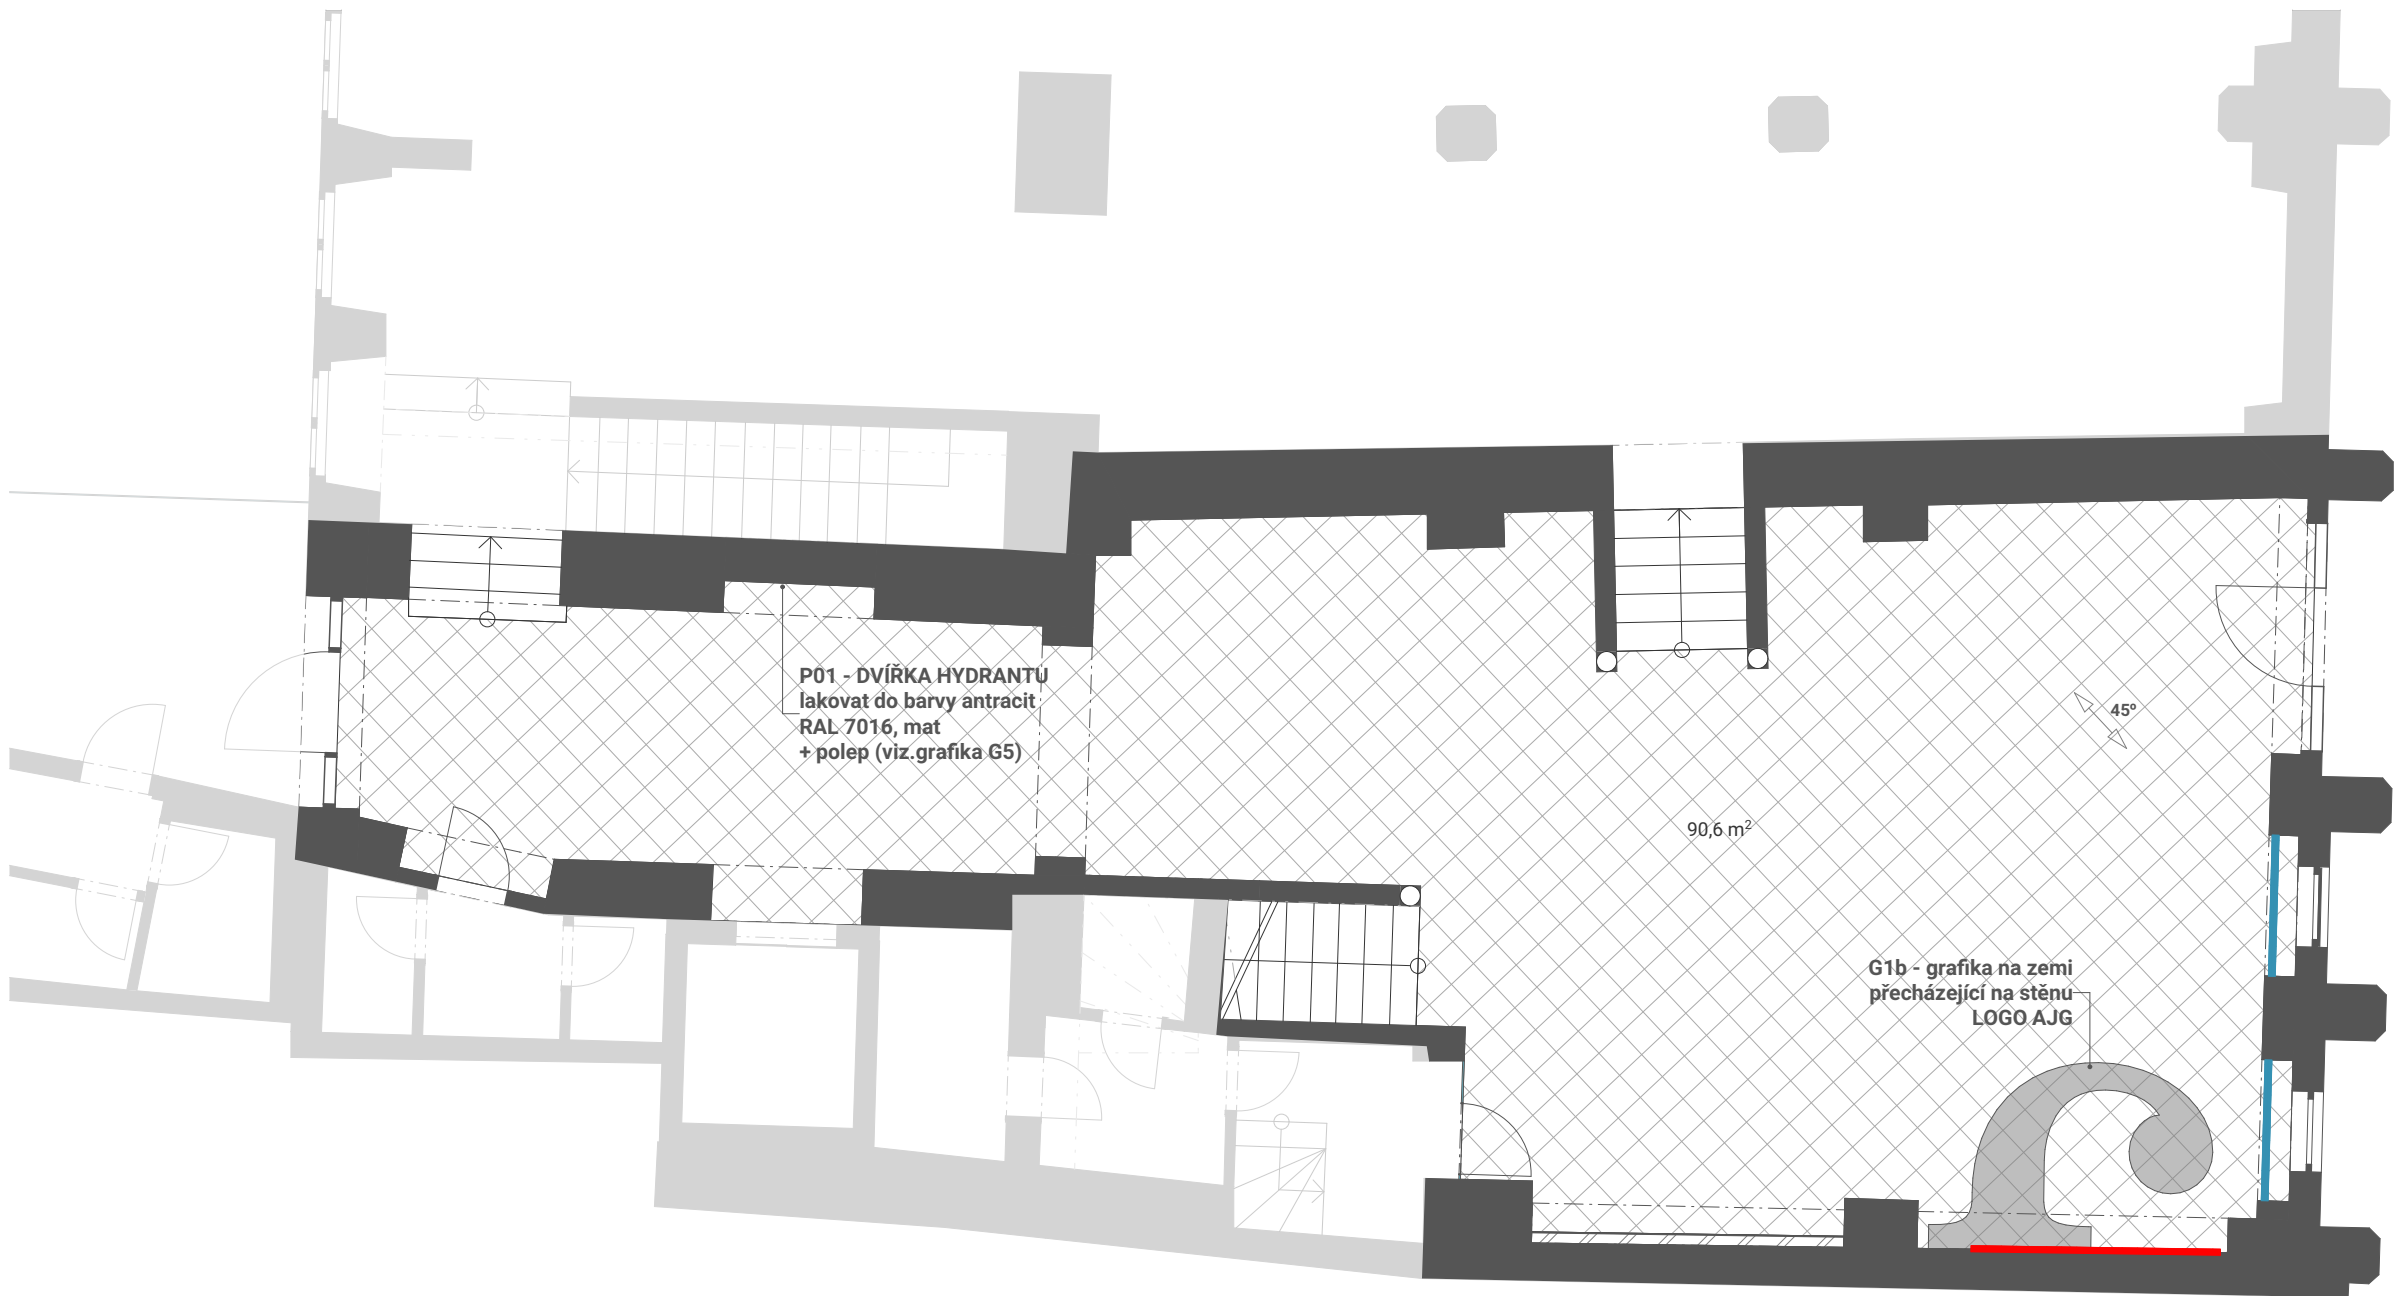 P01 - DVÍŘKA HYDRANTU
lakovat do barvy antracit
RAL 7016, mat
+ polep (viz.grafika G5)
45º
90,6 m²
G1b - grafika na zemi
přecházející na stěnu
LOGO AJG